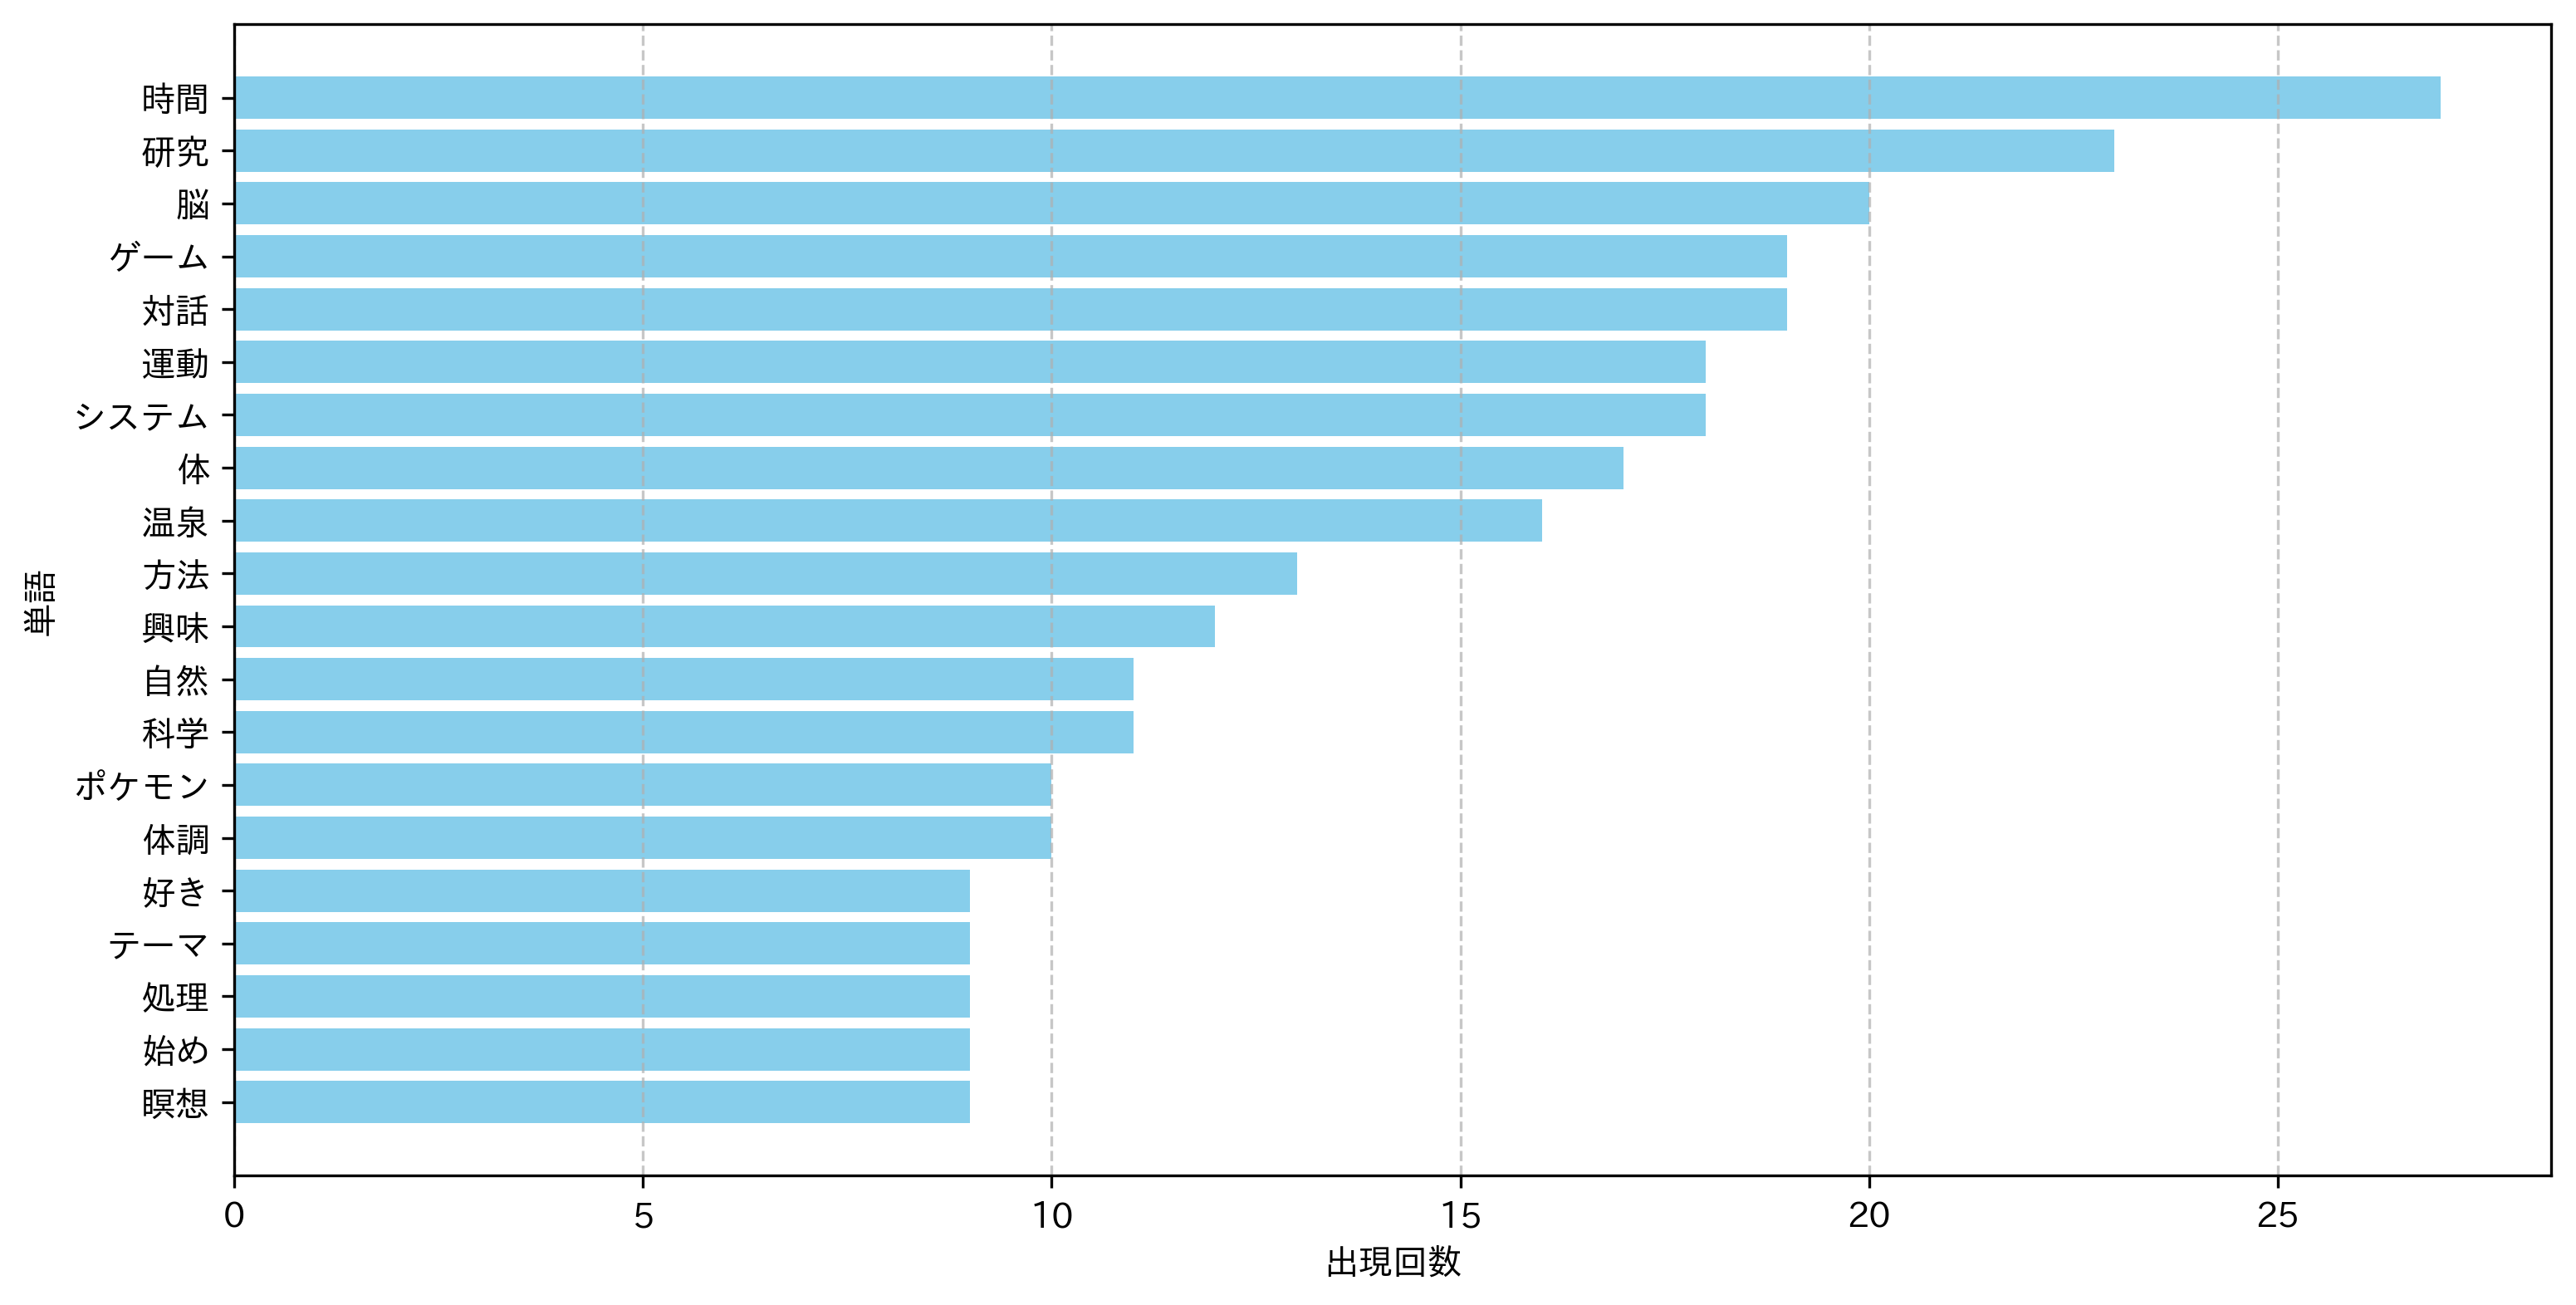 時間
研究
脳
ゲーム
対話
運動
システム
体
温泉
方法
興味
自然
科学
ポケモン
体調
好き
テーマ
処理
始め
瞑想
単語
0 5 10 15 20 25
出現回数